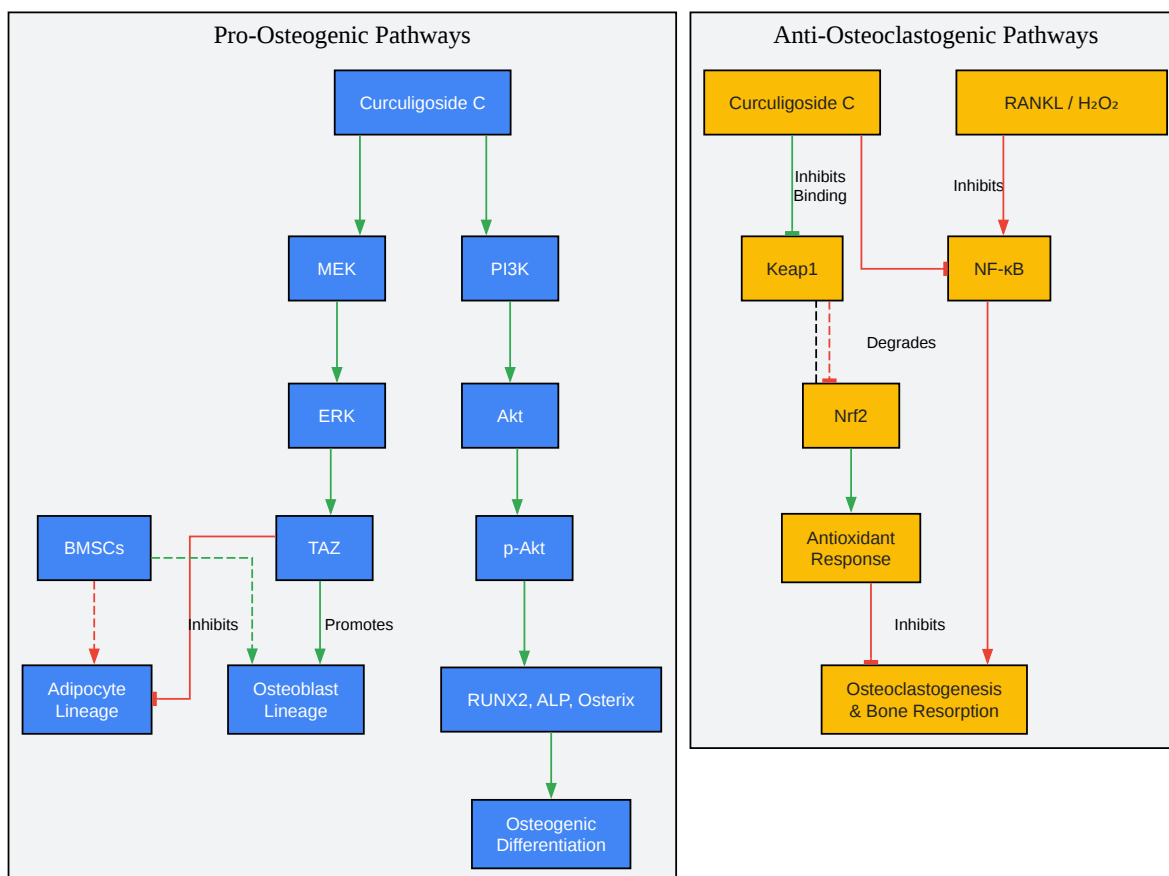 Pro-Osteogenic Pathways
Curculigoside C
MEK
PI3K
ERK
Akt
BMSCs
TAZ
p-Akt
Inhibits
Promotes
Adipocyte
Lineage
Osteoblast
Lineage
RUNX2, ALP, Osterix
Osteogenic
Differentiation
Anti-Osteoclastogenic Pathways
Curculigoside C
RANKL / H₂O₂
Inhibits
Binding
Inhibits
Keap1
NF-κB
Degrades
Nrf2
Antioxidant
Response
Inhibits
Osteoclastogenesis
& Bone Resorption